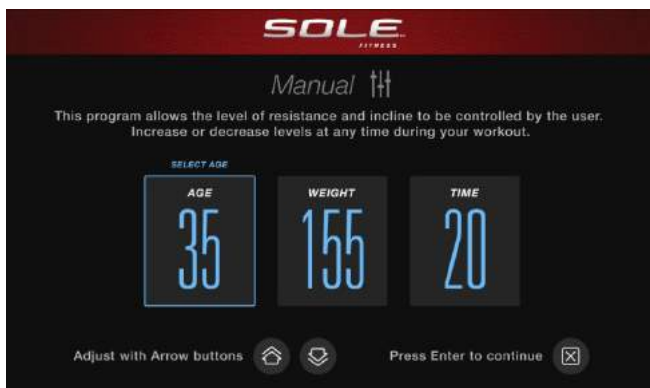 SOLE
FITNESS
Manual
This program allows the level of resistance and incline to be controlled by the user.
Increase or decrease levels at any time during your workout.
SELECT AGE
AGE
WEIGHT
TIME
35
155
20
Adjust with Arrow buttons
Press Enter to continue